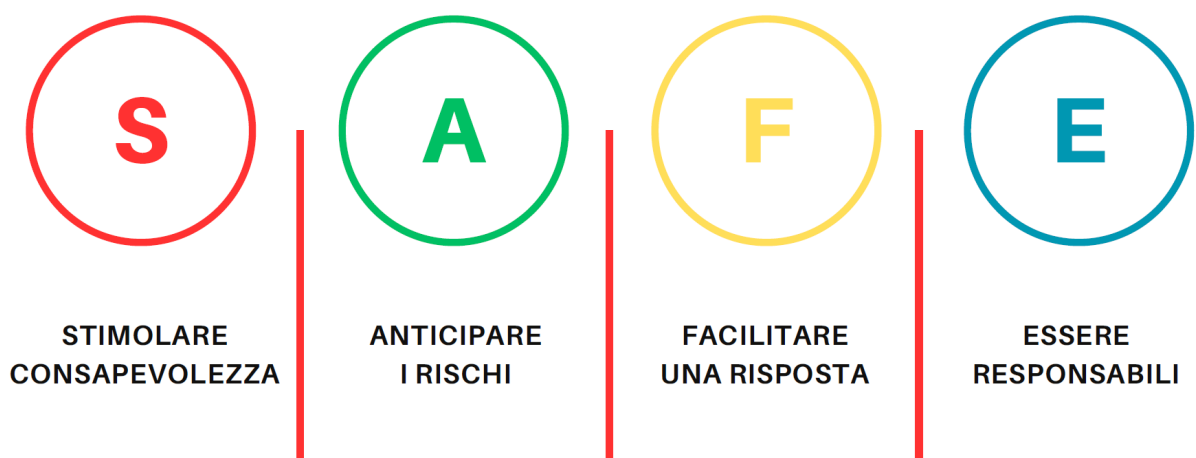 S
A
F
E
STIMOLARE
CONSAPEVOLEZZA
ANTICIPARE
I RISCHI
FACILITARE
UNA RISPOSTA
ESSERE
RESPONSABILI